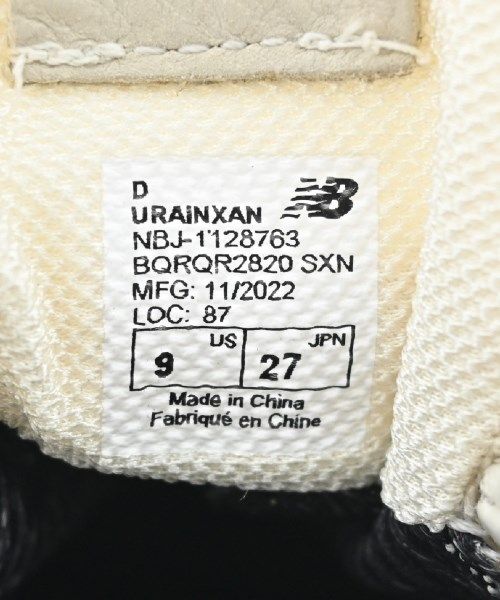 D
URAINXAN
NBJ-1128763
BQRQR2820 SXN
MFG: 11/2022
LOC: 87
9 US 27 JPN
Made in China
Fabriqué en Chine